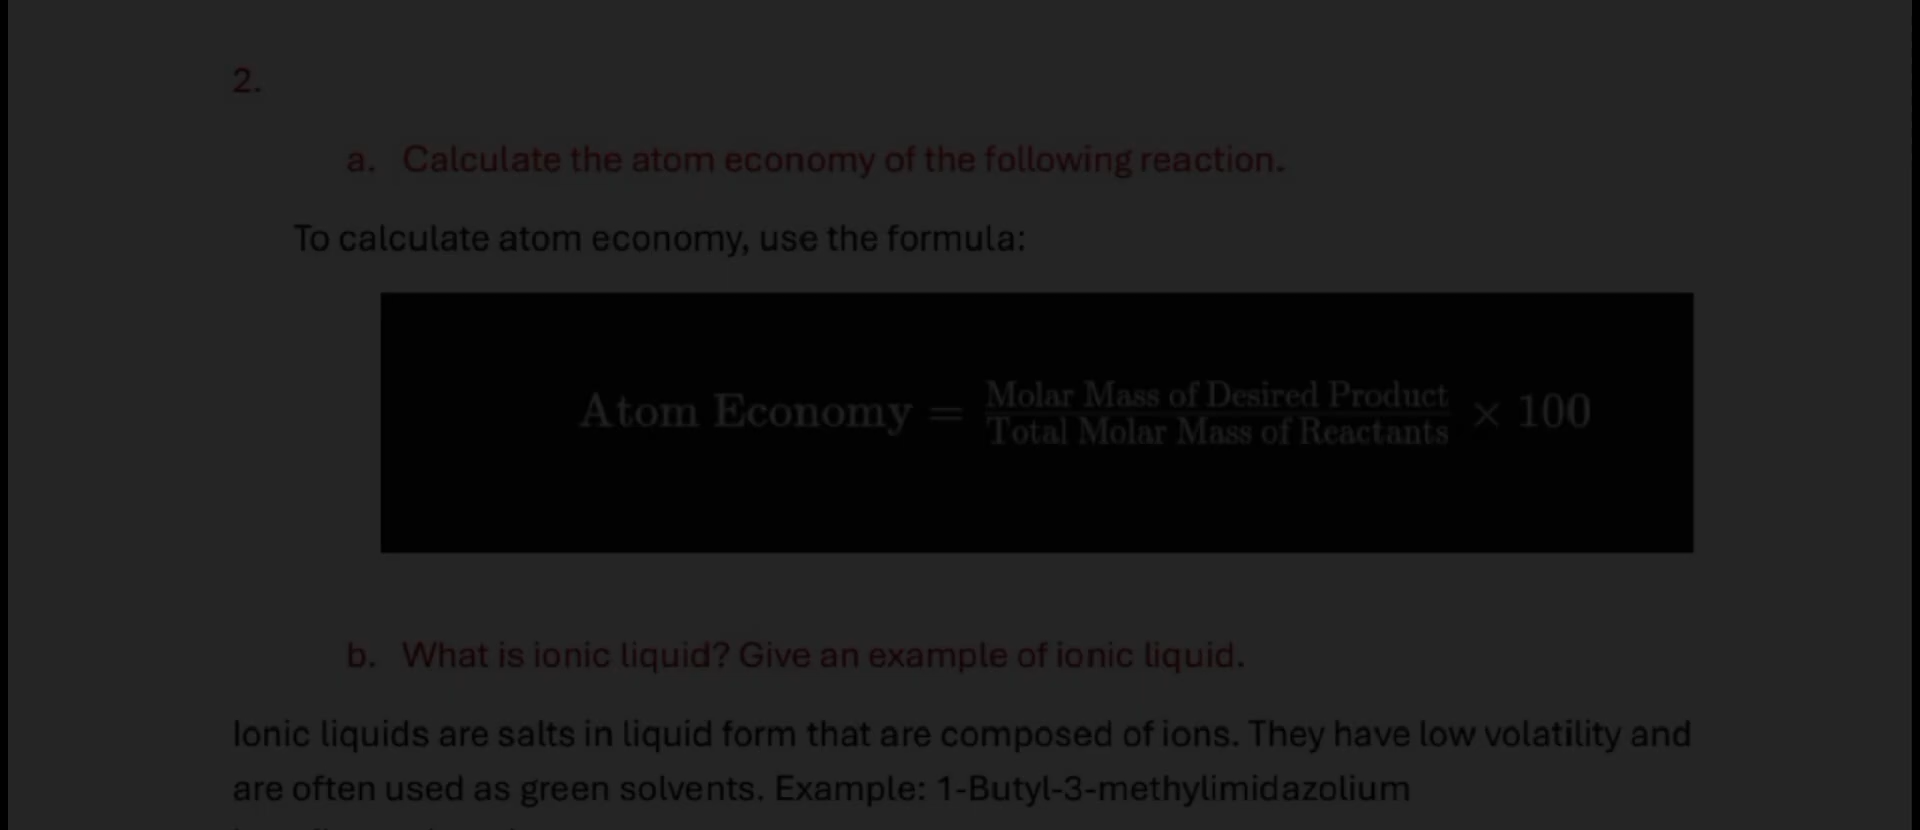 2.
a. Calculate the atom economy of the following reaction.
To calculate atom economy, use the formula:
Atom Economy = Molar Mass of Desired Product / Total Molar Mass of Reactants × 100
b. What is ionic liquid? Give an example of ionic liquid.
Ionic liquids are salts in liquid form that are composed of ions. They have low volatility and
are often used as green solvents. Example: 1-Butyl-3-methylimidazolium